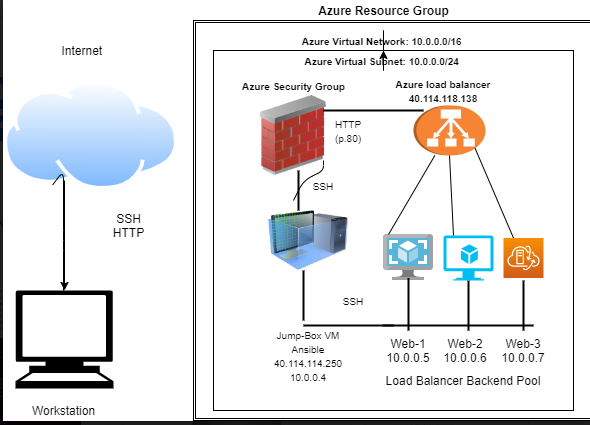 Azure Resource Group
Internet
Azure Virtual Network: 10.0.0.0/16
Azure Virtual Subnet: 10.0.0.0/24
Azure Security Group
Azure load balancer
40.114.118.138
HTTP
(p.80)
SSH
SSH
HTTP
SSH
Jump-Box VM
Ansible
40.114.114.250
10.0.0.4
Web-1
10.0.0.5
Web-2
10.0.0.6
Web-3
10.0.0.7
Load Balancer Backend Pool
Workstation